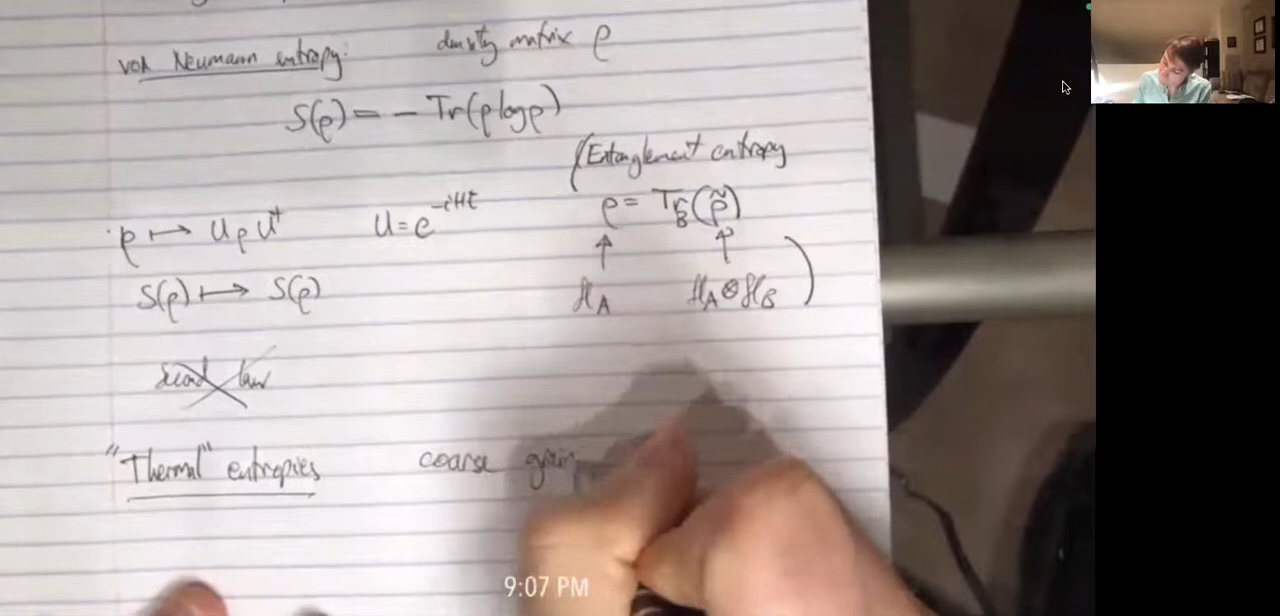 von Neumann entropy: density matrix ρ
S(ρ) = - Tr(ρ log ρ)
(Entanglement entropy
ρ = Tr_B(ρ̃)
ρ ↦ U ρ U† U = e^{-iHt}
↑ ↑
S(ρ) ↦ S(ρ) ℋ_A ℋ_A ⊗ ℋ_B )
second law
"Thermal" entropies coarse grain
9:07 PM